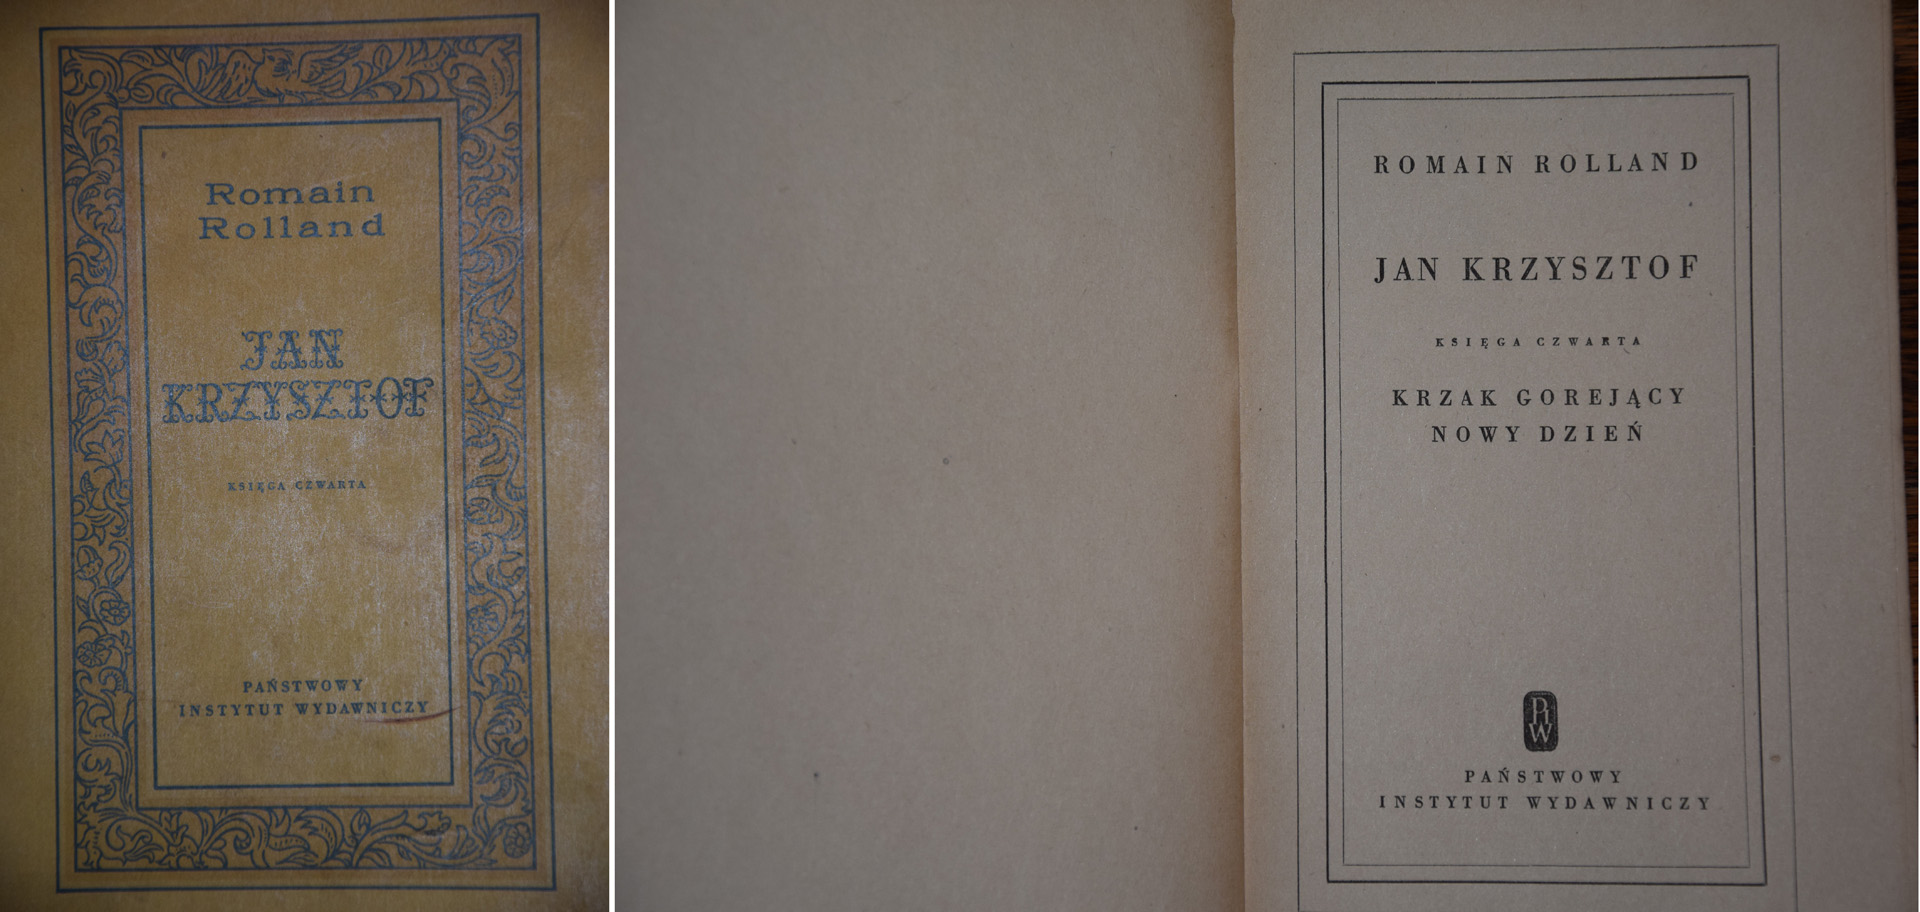 Romain
Rolland
JAN
KRZYSZTOF
KSIĘGA CZWARTA
PAŃSTWOWY
INSTYTUT WYDAWNICZY
ROMAIN ROLLAND
JAN KRZYSZTOF
KSIĘGA CZWARTA
KRZAK GOREJĄCY
NOWY DZIEŃ
PIW
PAŃSTWOWY
INSTYTUT WYDAWNICZY